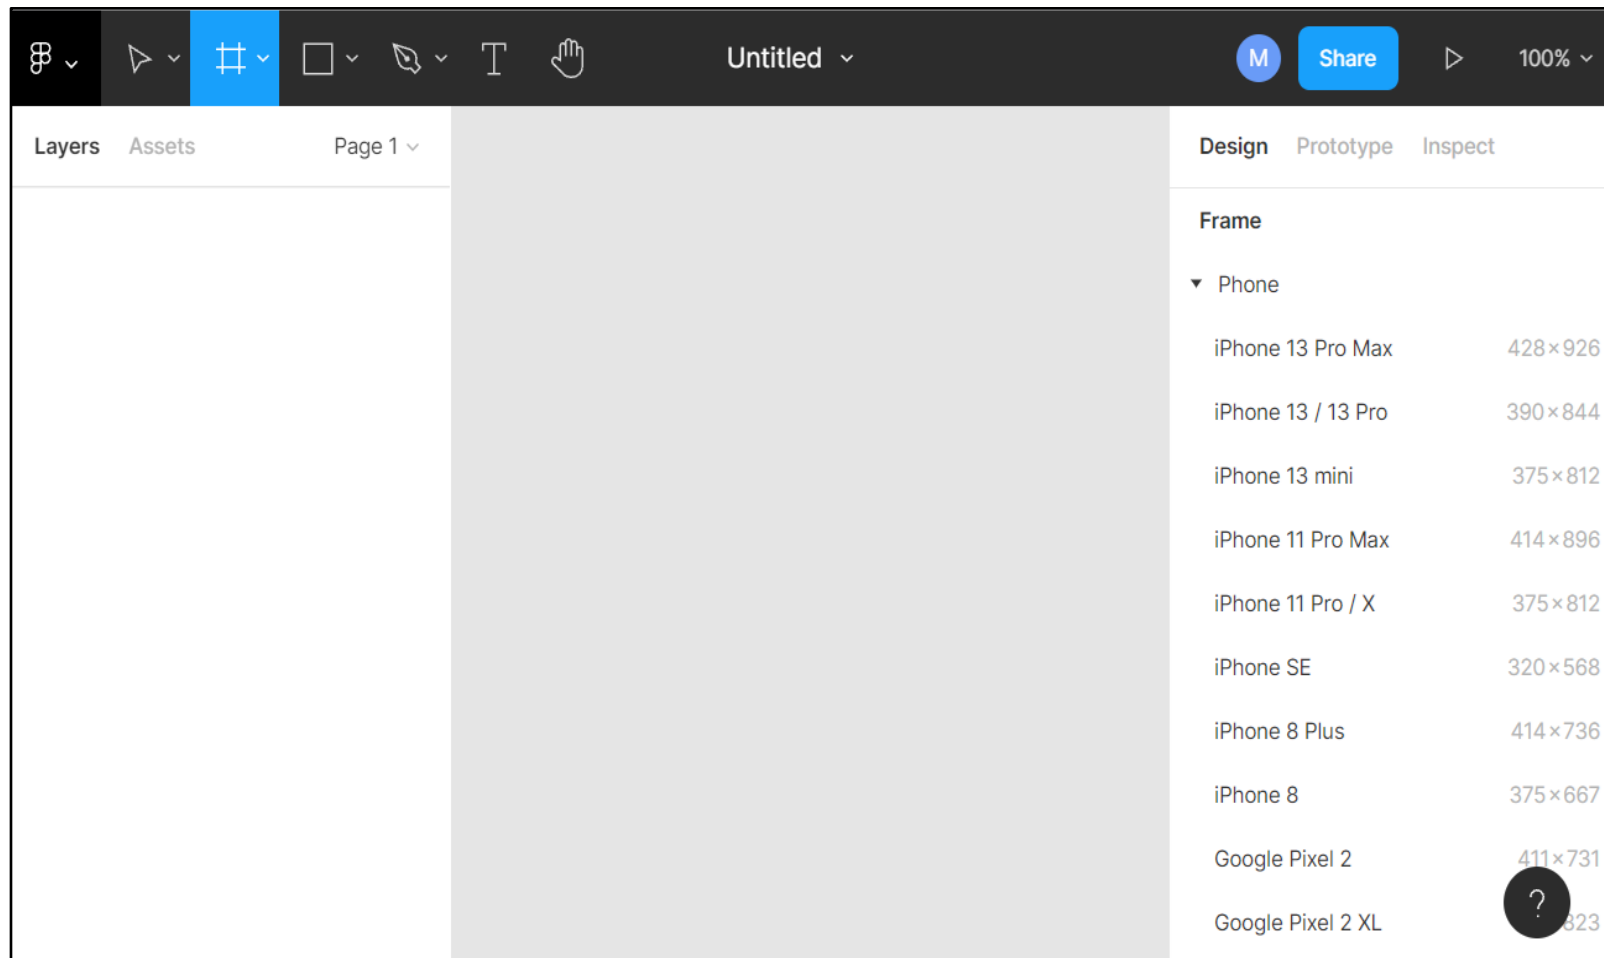 Untitled
M
Share
100%
Layers Assets Page 1
Design Prototype Inspect
Frame
Phone
iPhone 13 Pro Max 428×926
iPhone 13 / 13 Pro 390×844
iPhone 13 mini 375×812
iPhone 11 Pro Max 414×896
iPhone 11 Pro / X 375×812
iPhone SE 320×568
iPhone 8 Plus 414×736
iPhone 8 375×667
Google Pixel 2 411×731
?
Google Pixel 2 XL